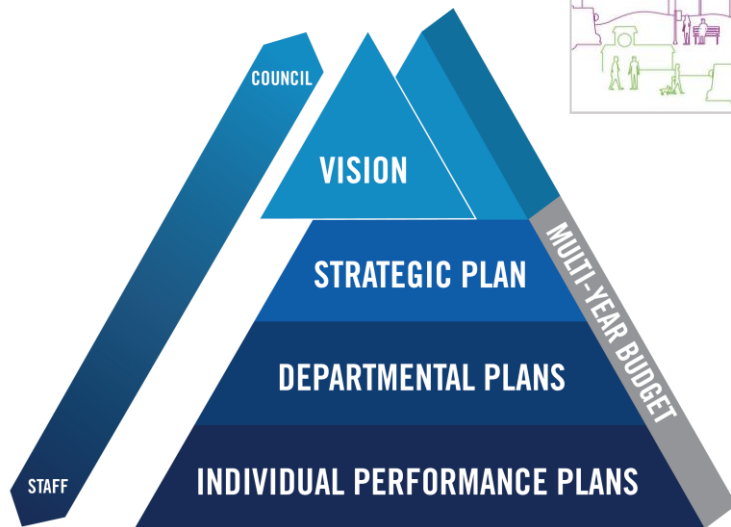 COUNCIL
VISION
STRATEGIC PLAN
MULTI-YEAR BUDGET
DEPARTMENTAL PLANS
INDIVIDUAL PERFORMANCE PLANS
STAFF